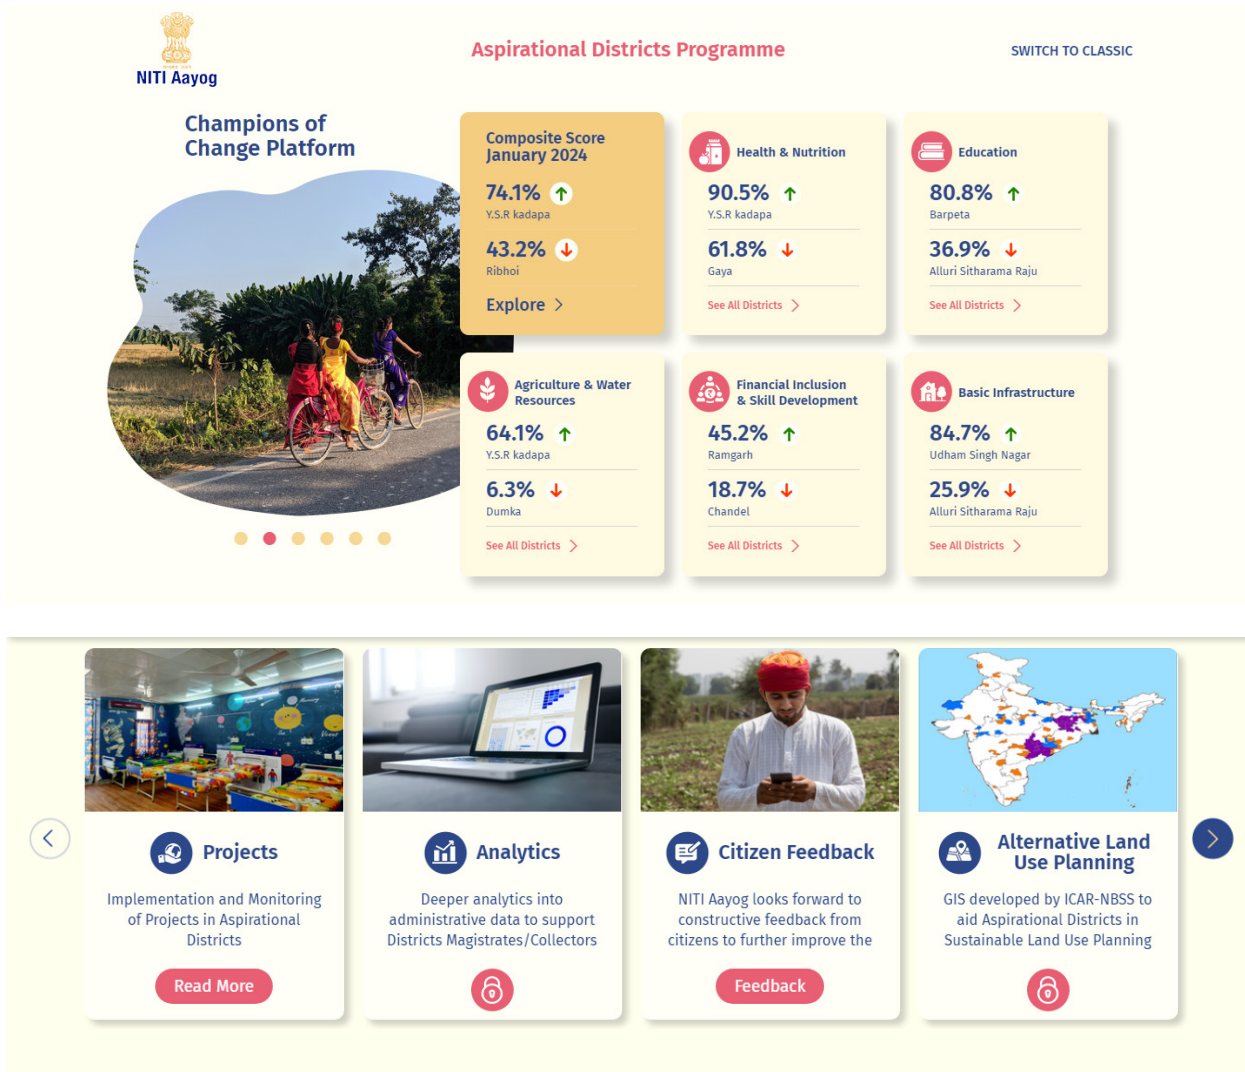 NITI Aayog
Aspirational Districts Programme
SWITCH TO CLASSIC
Champions of
Change Platform
Composite Score
January 2024
74.1%
Y.S.R kadapa
43.2%
Ribhoi
Explore
Health & Nutrition
90.5%
Y.S.R kadapa
61.8%
Gaya
See All Districts
Education
80.8%
Barpeta
36.9%
Alluri Sitharama Raju
See All Districts
Agriculture & Water
Resources
64.1%
Y.S.R kadapa
6.3%
Dumka
See All Districts
Financial Inclusion
& Skill Development
45.2%
Ramgarh
18.7%
Chandel
See All Districts
Basic Infrastructure
84.7%
Udham Singh Nagar
25.9%
Alluri Sitharama Raju
See All Districts
Projects
Implementation and Monitoring
of Projects in Aspirational
Districts
Read More
Analytics
Deeper analytics into
administrative data to support
Districts Magistrates/Collectors
Citizen Feedback
NITI Aayog looks forward to
constructive feedback from
citizens to further improve the
Feedback
Alternative Land
Use Planning
GIS developed by ICAR-NBSS to
aid Aspirational Districts in
Sustainable Land Use Planning